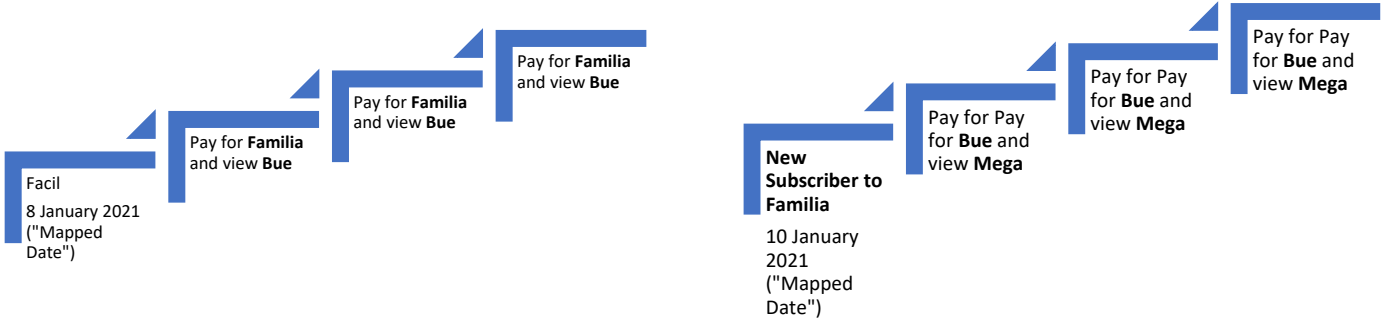 Facil
8 January 2021
("Mapped
Date")
Pay for Familia
and view Bue
Pay for Familia
and view Bue
Pay for Familia
and view Bue
New
Subscriber to
Familia
10 January
2021
("Mapped
Date")
Pay for Pay
for Bue and
view Mega
Pay for Pay
for Bue and
view Mega
Pay for Pay
for Bue and
view Mega